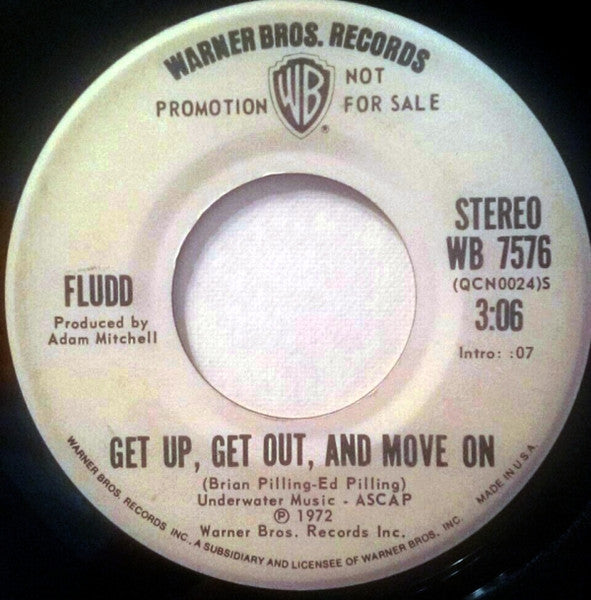 WARNER BROS. RECORDS
PROMOTION WB NOT
FOR SALE
®
STEREO
WB 7576
(QCN0024)S
3:06
Intro: :07
FLUDD
Produced by
Adam Mitchell
GET UP, GET OUT, AND MOVE ON
(Brian Pilling-Ed Pilling)
Underwater Music - ASCAP
℗ 1972
Warner Bros. Records Inc.
WARNER BROS. RECORDS INC., A SUBSIDIARY AND LICENSEE OF WARNER BROS. INC. MADE IN U.S.A.